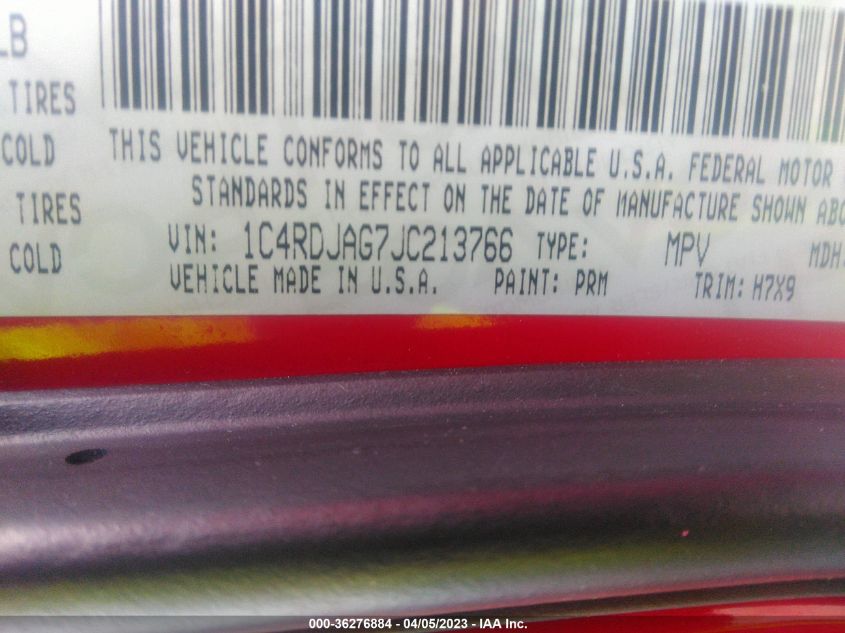 LB
TIRES
COLD
TIRES
COLD
THIS VEHICLE CONFORMS TO ALL APPLICABLE U.S.A. FEDERAL MOTOR
STANDARDS IN EFFECT ON THE DATE OF MANUFACTURE SHOWN ABO
VIN: 1C4RDJAG7JC213766 TYPE: MPV MDH:
VEHICLE MADE IN U.S.A. PAINT: PRM TRIM: H7X9
000-36276884 - 04/05/2023 - IAA Inc.